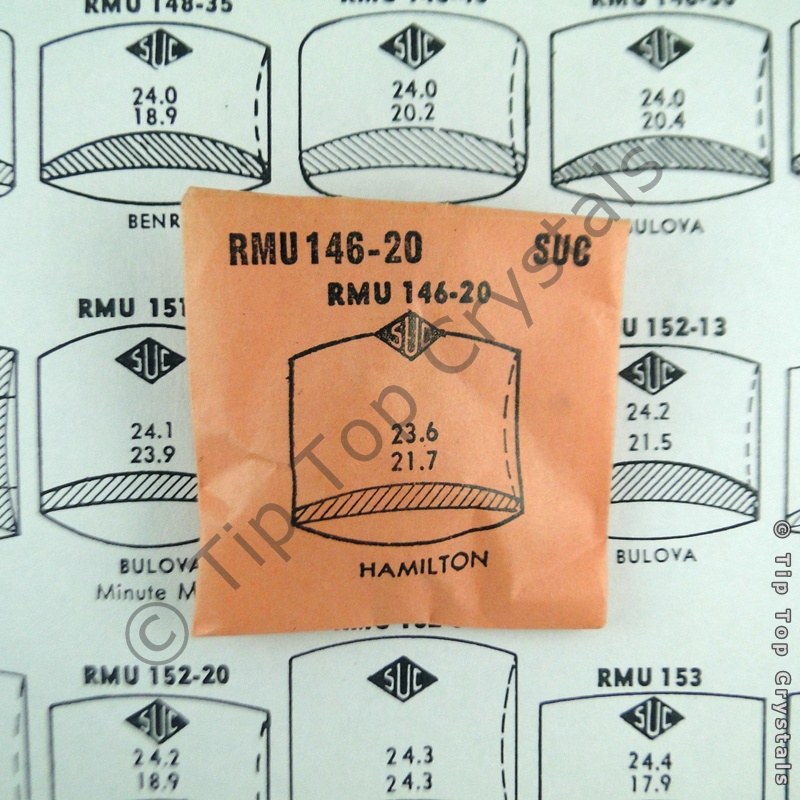 RMU 148-35
SUC
24.0
18.9
SUC
24.0
20.2
SUC
24.0
20.4
BENR
BULOVA
RMU 146-20 SUC
RMU 146-20
SUC
23.6
21.7
HAMILTON
RMU 151
SUC
24.1
23.9
BULOVA
Minute M
U 152-13
SUC
24.2
21.5
BULOVA
RMU 152-20
SUC
24.2
18.9
SUC
24.3
24.3
RMU 153
SUC
24.4
17.9
© Tip Top Crystals
© Tip Top Crystals